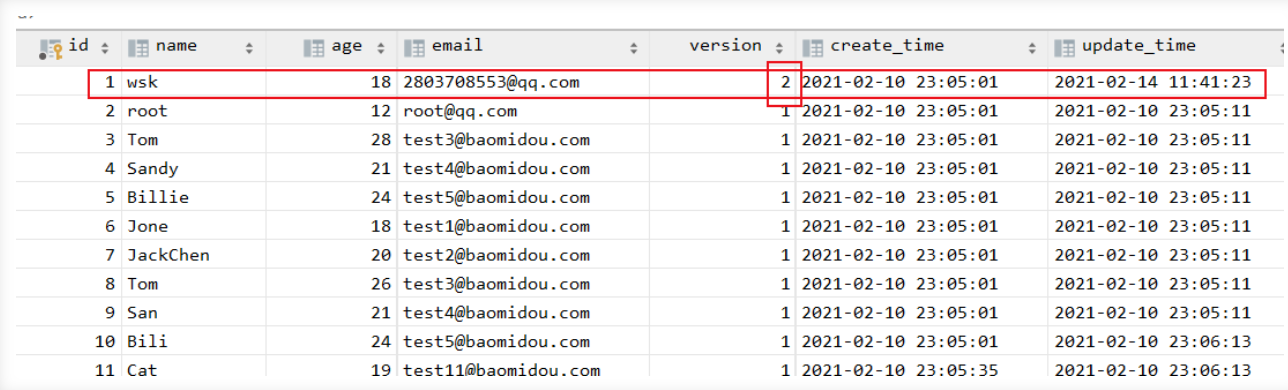 id name age email version create_time update_time
1 wsk 18 2803708553@qq.com 2 2021-02-10 23:05:01 2021-02-14 11:41:23
2 root 12 root@qq.com 1 2021-02-10 23:05:01 2021-02-10 23:05:11
3 Tom 28 test3@baomidou.com 1 2021-02-10 23:05:01 2021-02-10 23:05:11
4 Sandy 21 test4@baomidou.com 1 2021-02-10 23:05:01 2021-02-10 23:05:11
5 Billie 24 test5@baomidou.com 1 2021-02-10 23:05:01 2021-02-10 23:05:11
6 Jone 18 test1@baomidou.com 1 2021-02-10 23:05:01 2021-02-10 23:05:11
7 JackChen 20 test2@baomidou.com 1 2021-02-10 23:05:01 2021-02-10 23:05:11
8 Tom 26 test3@baomidou.com 1 2021-02-10 23:05:01 2021-02-10 23:05:11
9 San 21 test4@baomidou.com 1 2021-02-10 23:05:01 2021-02-10 23:05:11
10 Bili 24 test5@baomidou.com 1 2021-02-10 23:05:01 2021-02-10 23:06:13
11 Cat 19 test11@baomidou.com 1 2021-02-10 23:05:35 2021-02-10 23:06:13